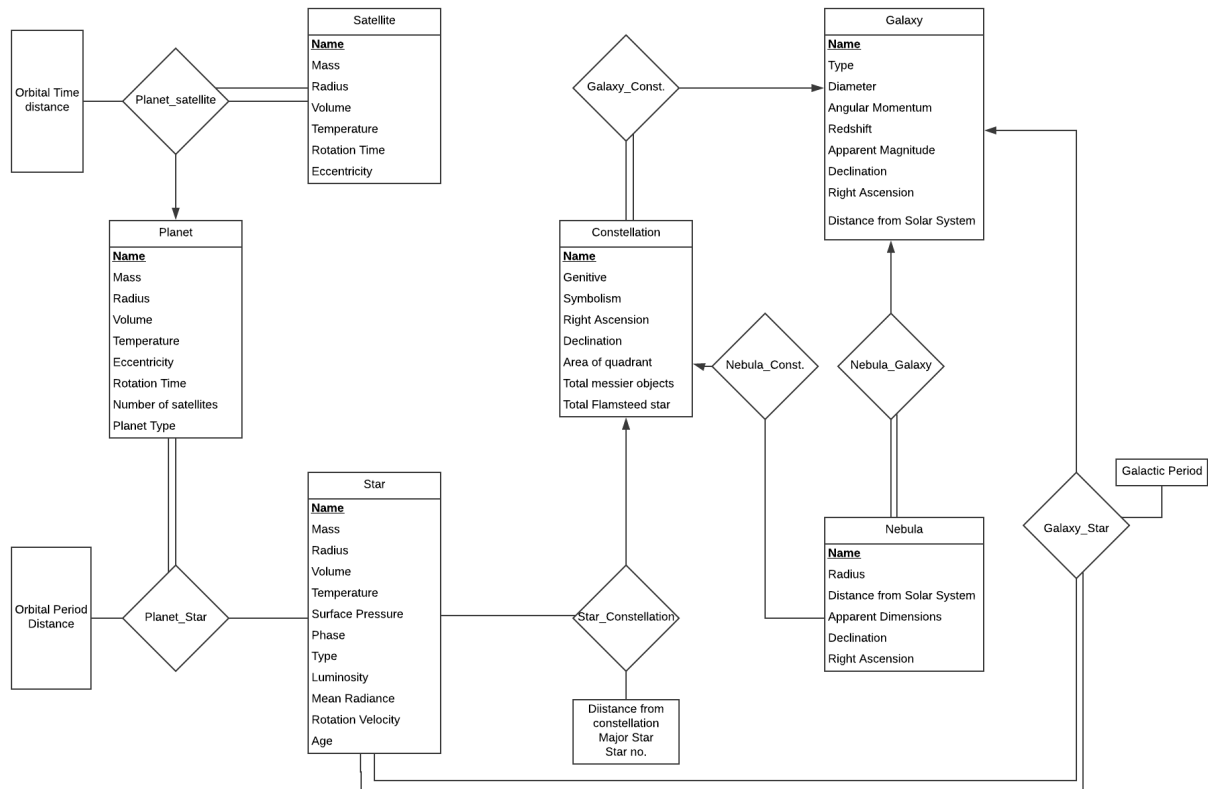 Satellite
Name
Mass
Radius
Volume
Temperature
Rotation Time
Eccentricity
Orbital Time
distance
Planet_satellite
Galaxy
Name
Type
Diameter
Angular Momentum
Redshift
Apparent Magnitude
Declination
Right Ascension
Distance from Solar System
Galaxy_Const.
Planet
Name
Mass
Radius
Volume
Temperature
Eccentricity
Rotation Time
Number of satellites
Planet Type
Constellation
Name
Genitive
Symbolism
Right Ascension
Declination
Area of quadrant
Total messier objects
Total Flamsteed star
Nebula_Const.
Nebula_Galaxy
Star
Name
Mass
Radius
Volume
Temperature
Surface Pressure
Phase
Type
Luminosity
Mean Radiance
Rotation Velocity
Age
Orbital Period
Distance
Planet_Star
Star_Constellation
Diistance from
constellation
Major Star
Star no.
Nebula
Name
Radius
Distance from Solar System
Apparent Dimensions
Declination
Right Ascension
Galactic Period
Galaxy_Star